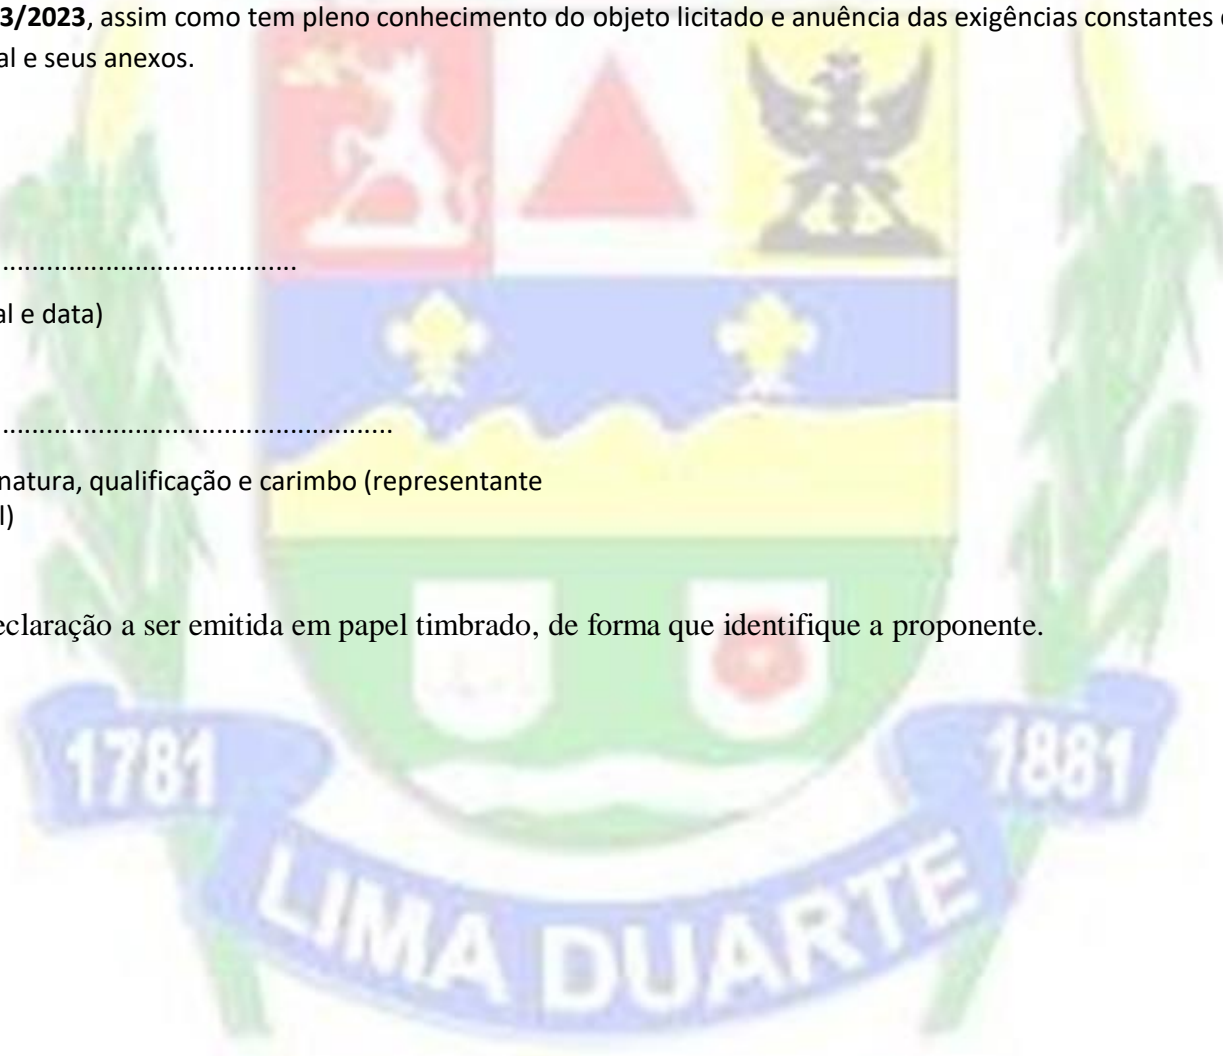 3/2023, assim como tem pleno conhecimento do objeto licitado e anuência das exigências constantes
al e seus anexos.
........................................
al e data)
.....................................................
natura, qualificação e carimbo (representante
l)
eclaração a ser emitida em papel timbrado, de forma que identifique a proponente.
1781
1881
LIMA DUARTE